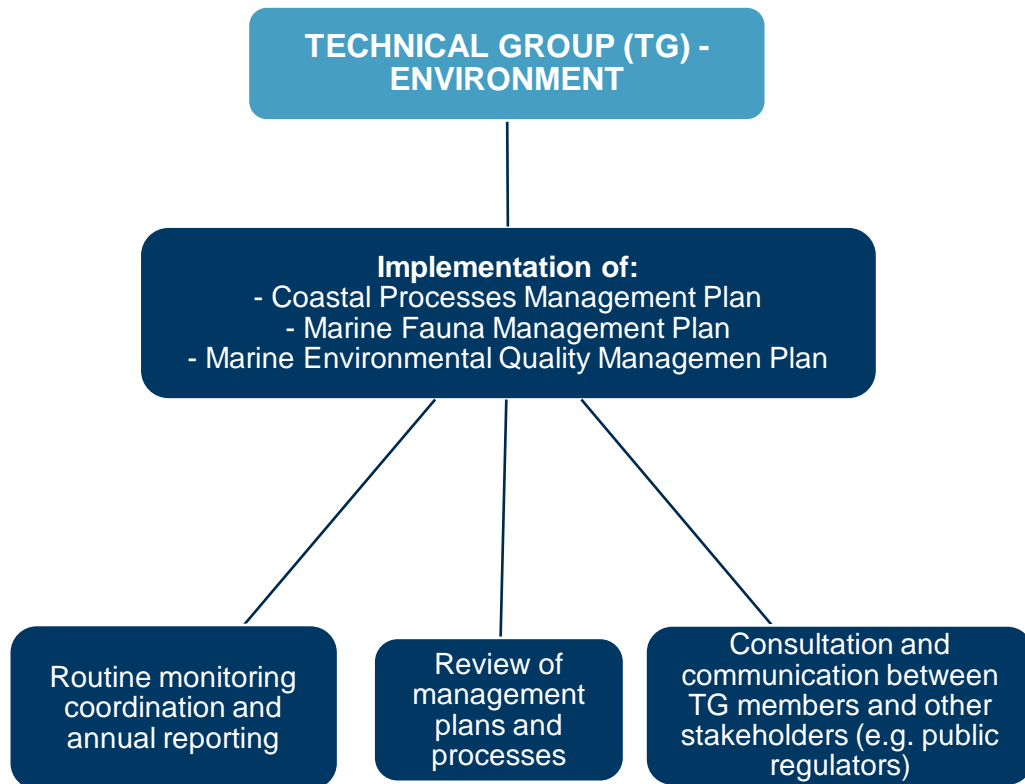 TECHNICAL GROUP (TG) -
ENVIRONMENT
Implementation of:
- Coastal Processes Management Plan
- Marine Fauna Management Plan
- Marine Environmental Quality Managemen Plan
Routine monitoring
coordination and
annual reporting
Review of
management
plans and
processes
Consultation and
communication between
TG members and other
stakeholders (e.g. public
regulators)